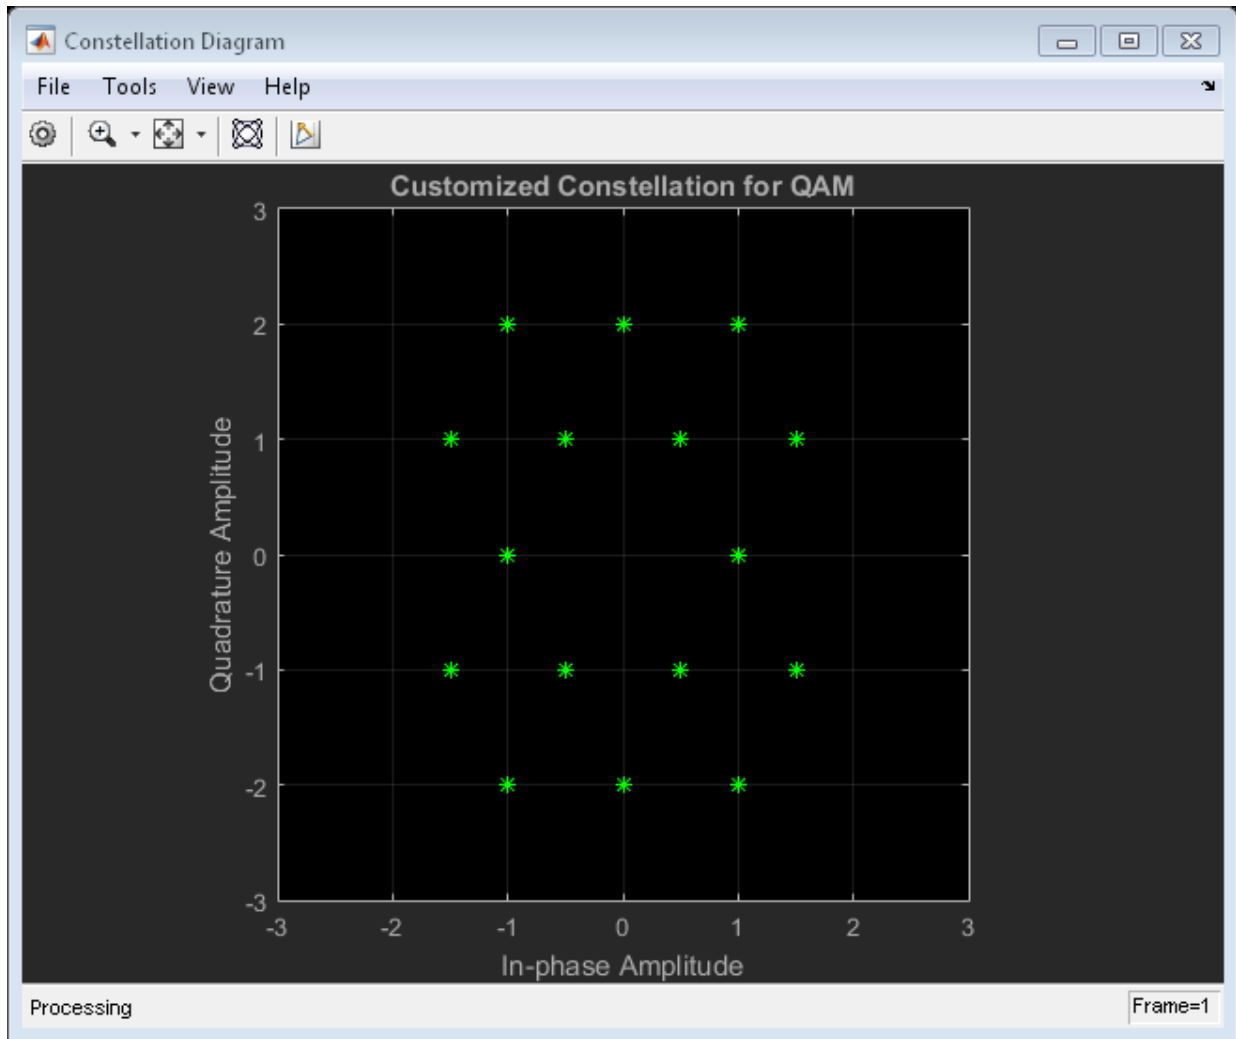 Constellation Diagram
File Tools View Help
Customized Constellation for QAM
3
2
1
0
-1
-2
-3
Quadrature Amplitude
-3 -2 -1 0 1 2 3
In-phase Amplitude
Processing Frame=1